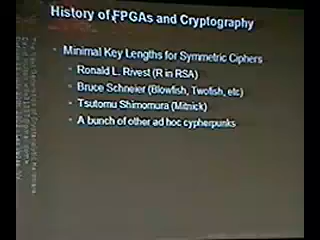 History of FPGAs and Cryptography
Minimal Key Lengths for Symmetric Ciphers
Ronald L. Rivest (R in RSA)
Bruce Schneier (Blowfish, Twofish, etc)
Tsutomu Shimomura (Mitnick)
A bunch of other ad hoc cypherpunks